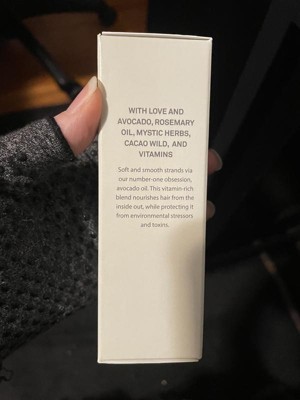 WITH LOVE AND
AVOCADO, ROSEMARY
OIL, MYSTIC HERBS,
CACAO WILD, AND
VITAMINS
Soft and smooth strands via
our number-one obsession,
avocado oil. This vitamin-rich
blend nourishes hair from the
inside out, while protecting it
from environmental stressors
and toxins.